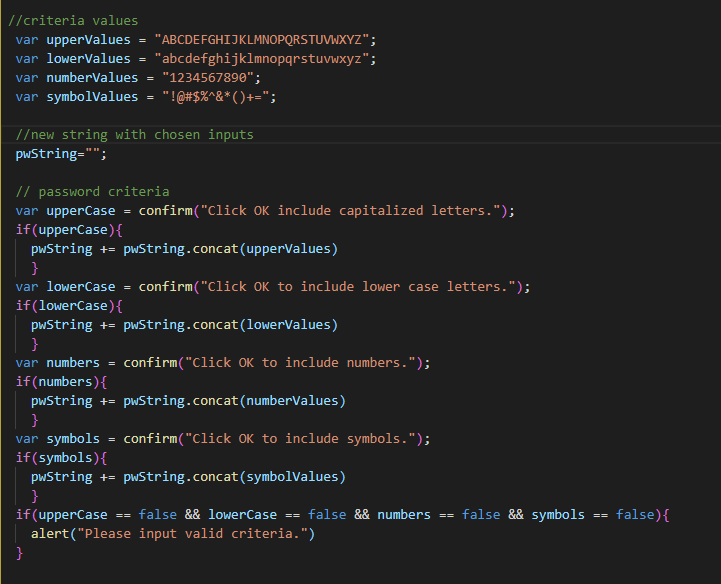 //criteria values
var upperValues = "ABCDEFGHIJKLMNOPQRSTUVWXYZ";
var lowerValues = "abcdefghijklmnopqrstuvwxyz";
var numberValues = "1234567890";
var symbolValues = "!@#$%^&*()+=";
//new string with chosen inputs
pwString="";
// password criteria
var upperCase = confirm("Click OK include capitalized letters.");
if(upperCase){
pwString += pwString.concat(upperValues)
}
var lowerCase = confirm("Click OK to include lower case letters.");
if(lowerCase){
pwString += pwString.concat(lowerValues)
}
var numbers = confirm("Click OK to include numbers.");
if(numbers){
pwString += pwString.concat(numberValues)
}
var symbols = confirm("Click OK to include symbols.");
if(symbols){
pwString += pwString.concat(symbolValues)
}
if(upperCase == false && lowerCase == false && numbers == false && symbols == false){
alert("Please input valid criteria.")
}